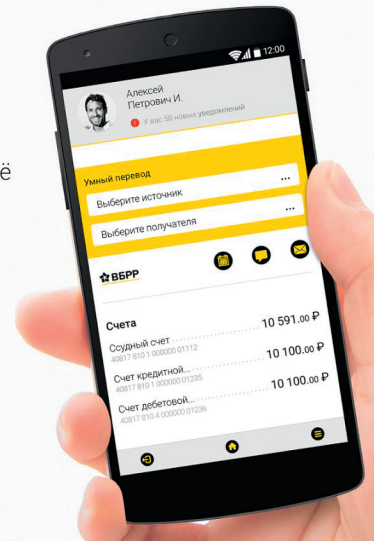 ё
12:00
Алексей
Петрович И.
У вас 58 новых уведомлений
Умный перевод
Выберите источник ...
Выберите получателя ...
ВБРР
Счета
Ссудный счет 10 591.00 ₽
40817 810 1 000000 01112
Счет кредитной... 10 100.00 ₽
40817 810 1 000000 01235
Счет дебетовой... 10 100.00 ₽
40817 810 4 000000 01236